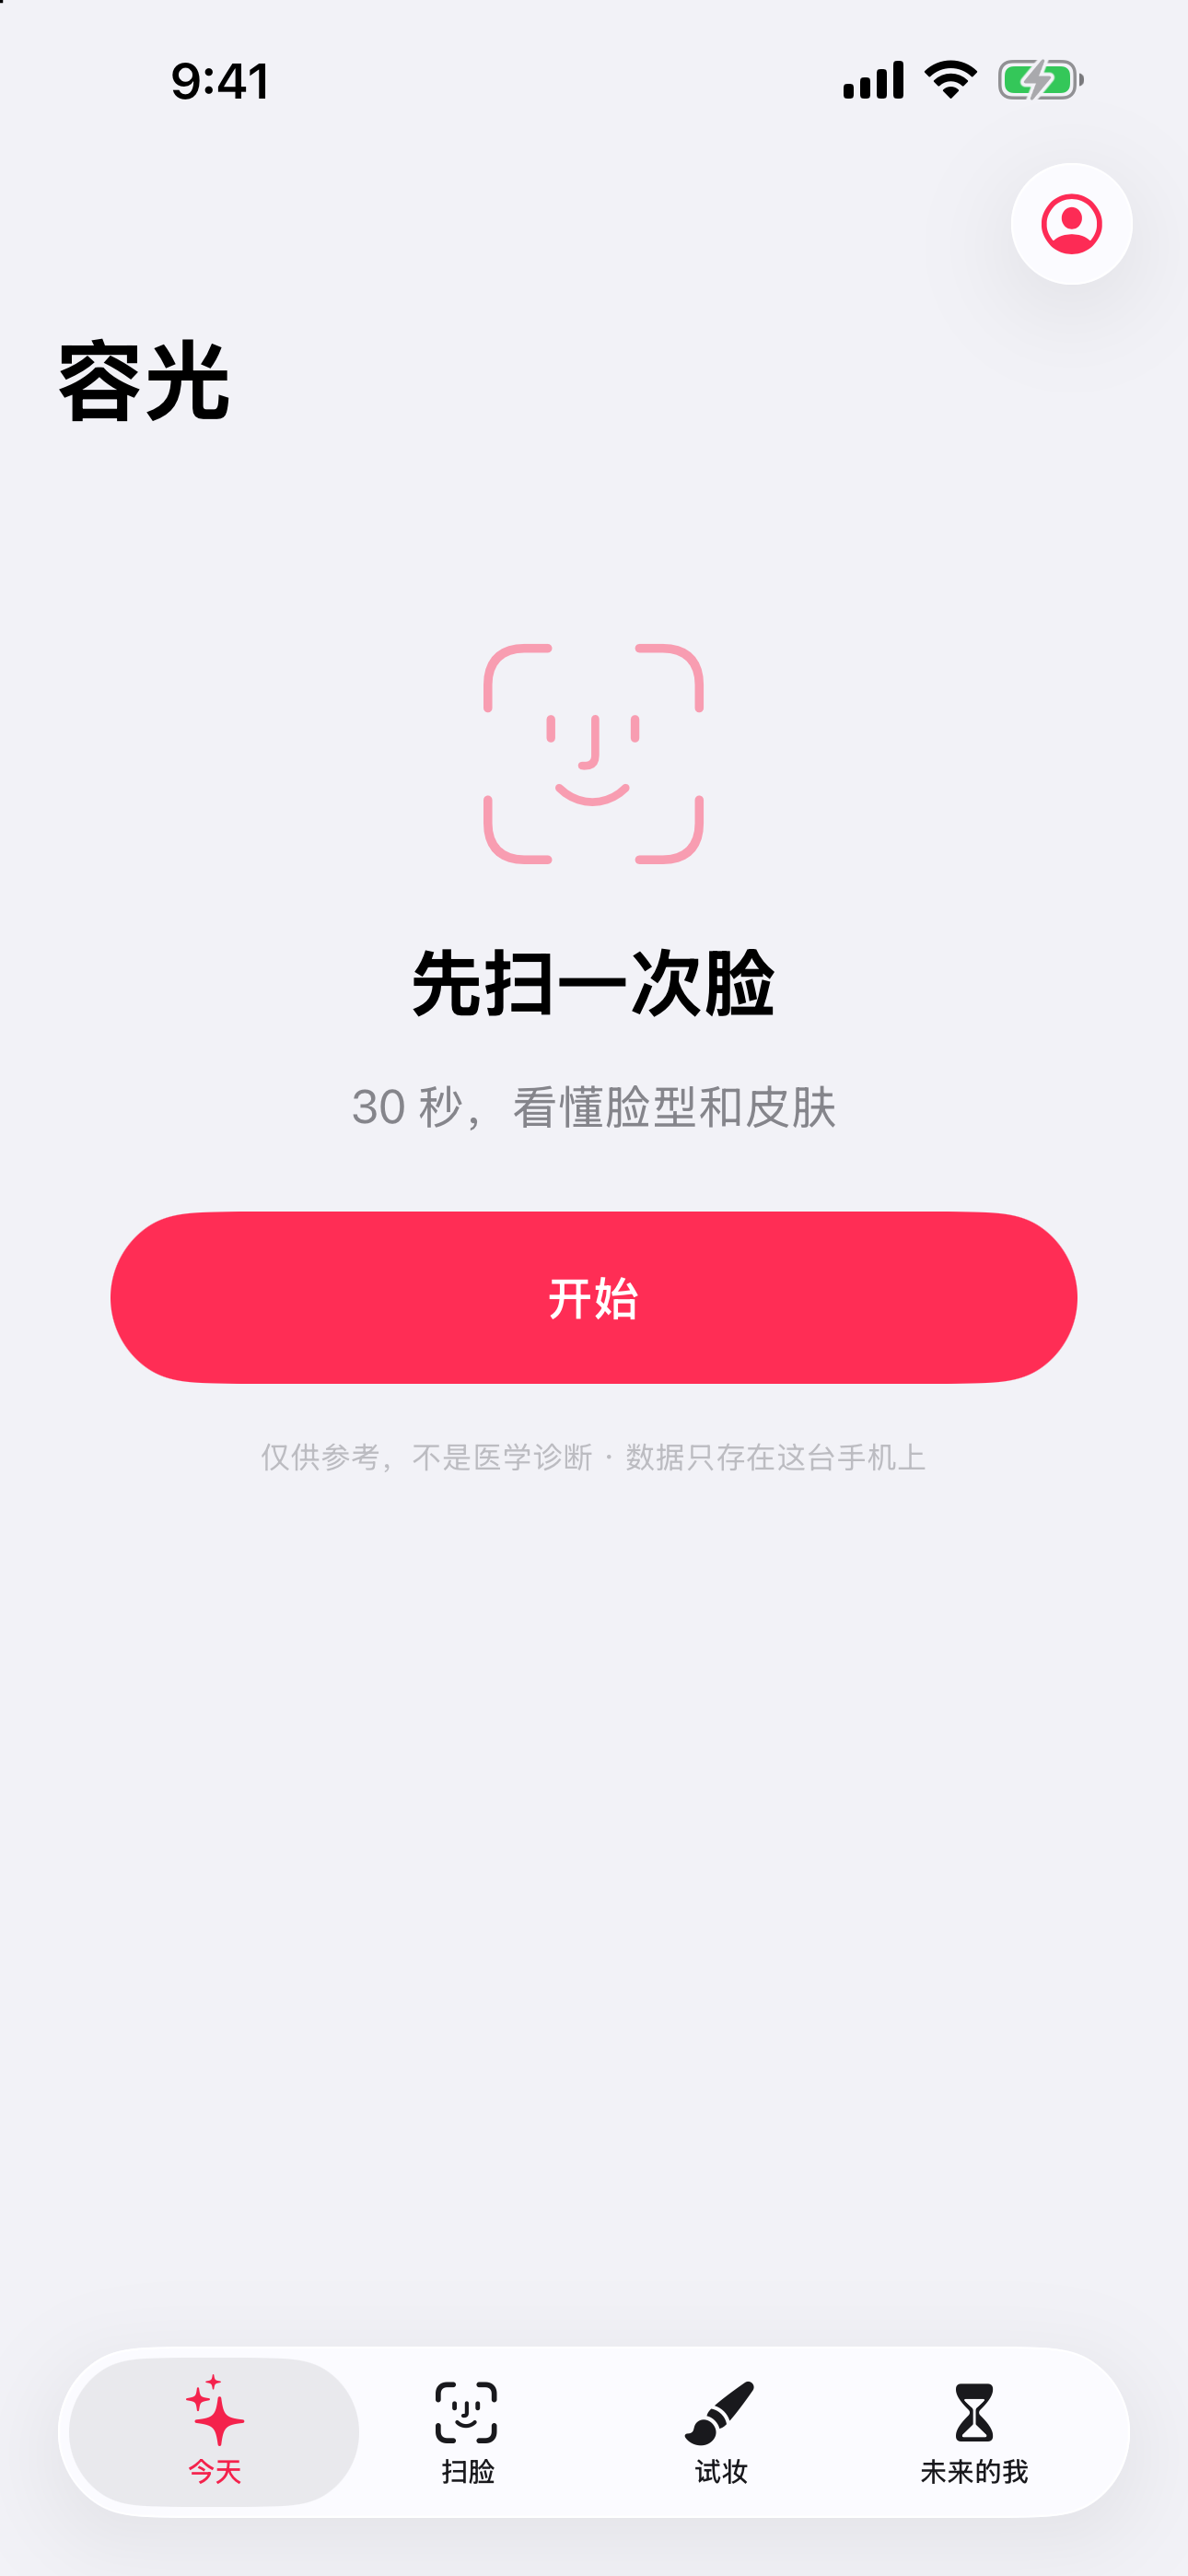 9:41
容光
先扫一次脸
30 秒，看懂脸型和皮肤
开始
仅供参考，不是医学诊断 · 数据只存在这台手机上
今天
扫脸
试妆
未来的我